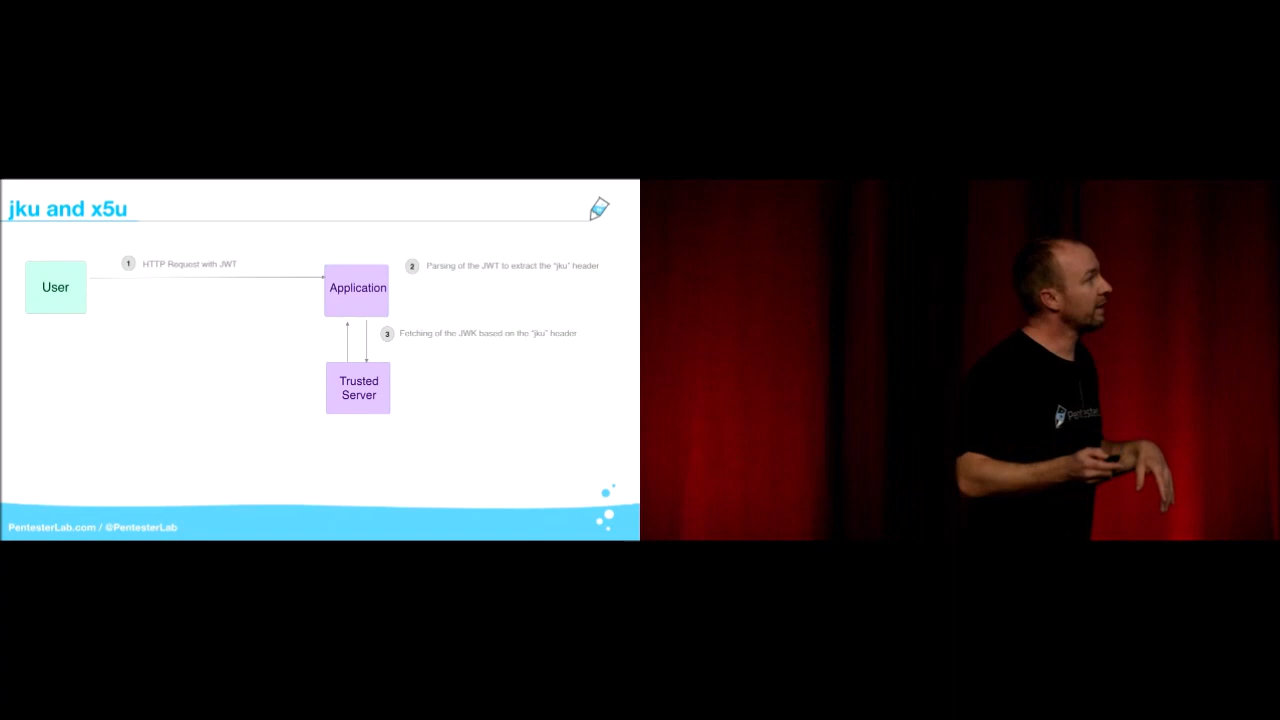 jku and x5u
User
1 HTTP Request with JWT
Application
2 Parsing of the JWT to extract the "jku" header
3 Fetching of the JWK based on the "jku" header
Trusted
Server
PentesterLab.com / @PentesterLab